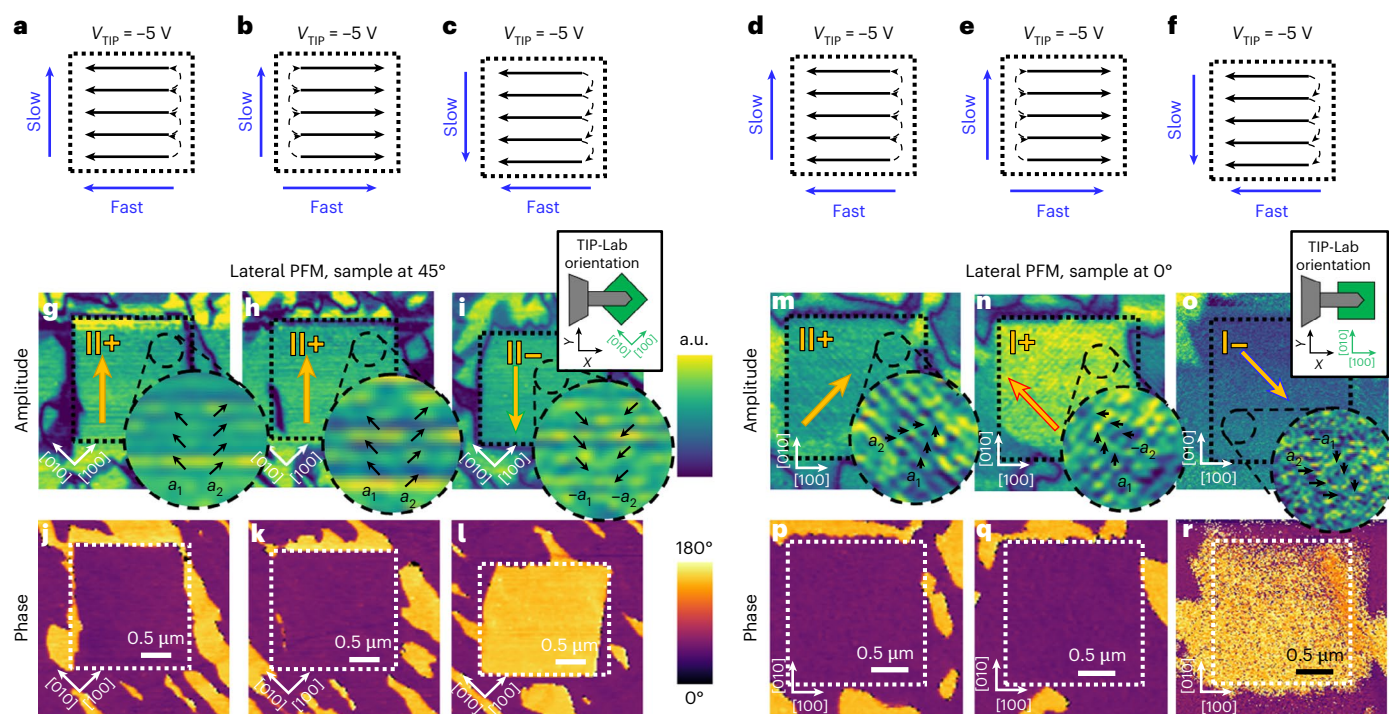 a
b
c
d
e
f
V_TIP = –5 V
V_TIP = –5 V
V_TIP = –5 V
V_TIP = –5 V
V_TIP = –5 V
V_TIP = –5 V
Slow
Slow
Slow
Slow
Slow
Slow
Fast
Fast
Fast
Fast
Fast
Fast
Lateral PFM, sample at 45°
TIP-Lab
orientation
Y
X
[010]
[100]
Lateral PFM, sample at 0°
TIP-Lab
orientation
Y
X
[010]
[100]
Amplitude
g
II+
[010]
[100]
a1
a2
h
II+
[010]
[100]
a1
a2
i
II–
[010]
[100]
–a1
–a2
a.u.
Amplitude
m
II+
[010]
[100]
a2
a1
n
I+
[010]
[100]
–a2
a1
o
I–
[010]
[100]
–a1
a2
Phase
j
0.5 µm
[010]
[100]
k
0.5 µm
[010]
[100]
l
0.5 µm
[010]
[100]
180°
0°
Phase
p
0.5 µm
[010]
[100]
q
0.5 µm
[010]
[100]
r
0.5 µm
[010]
[100]